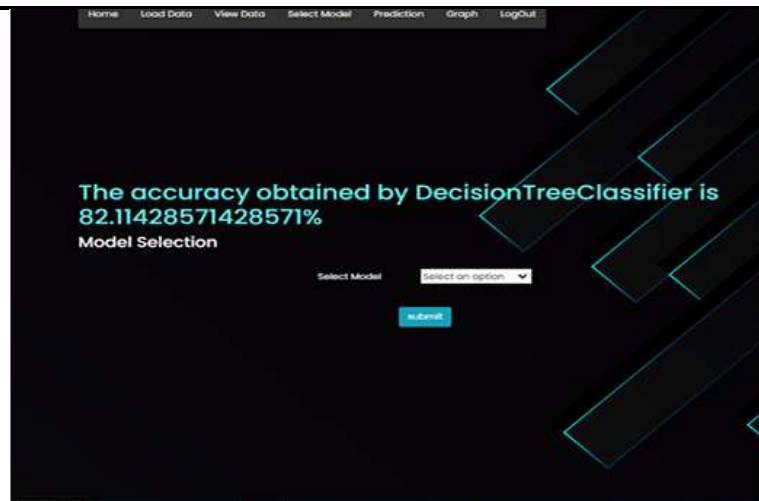 Home Load Data View Data Select Model Prediction Graph LogOut
The accuracy obtained by DecisionTreeClassifier is
82.11428571428571%
Model Selection
Select Model Select an option
submit